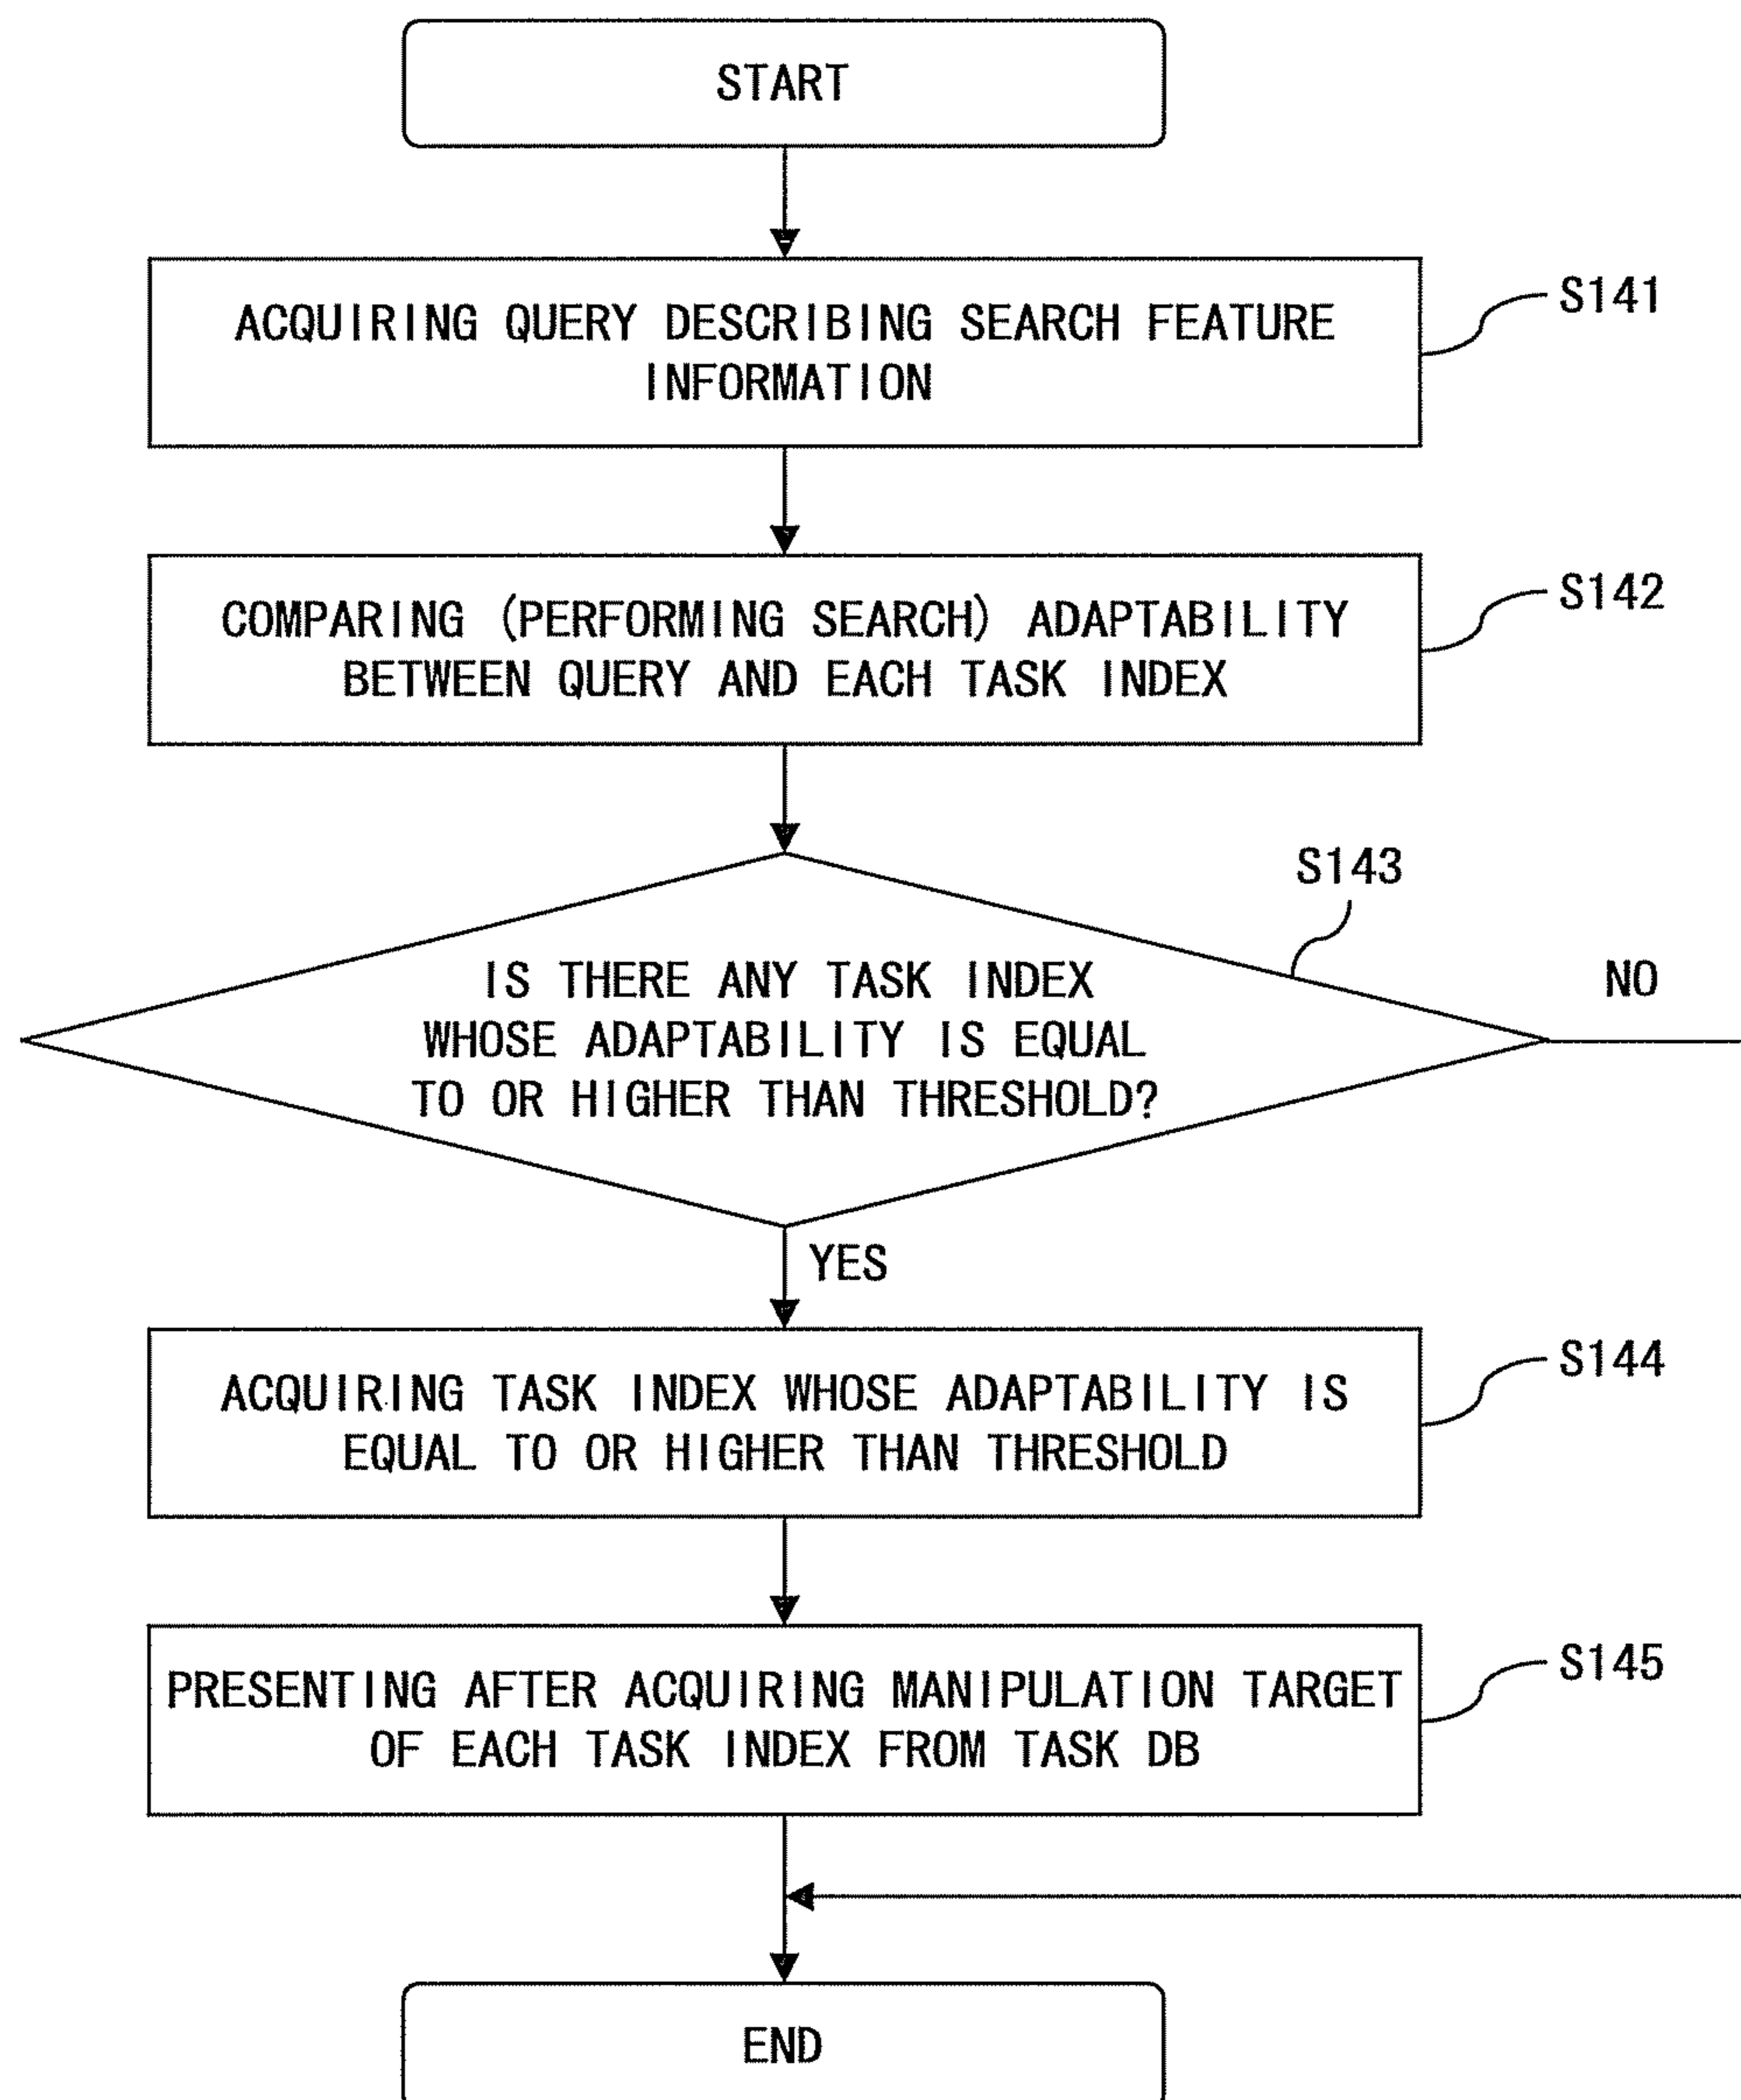 START
ACQUIRING QUERY DESCRIBING SEARCH FEATURE
INFORMATION
S141
COMPARING (PERFORMING SEARCH) ADAPTABILITY
BETWEEN QUERY AND EACH TASK INDEX
S142
S143
IS THERE ANY TASK INDEX
WHOSE ADAPTABILITY IS EQUAL
TO OR HIGHER THAN THRESHOLD?
NO
YES
ACQUIRING TASK INDEX WHOSE ADAPTABILITY IS
EQUAL TO OR HIGHER THAN THRESHOLD
S144
PRESENTING AFTER ACQUIRING MANIPULATION TARGET
OF EACH TASK INDEX FROM TASK DB
S145
END